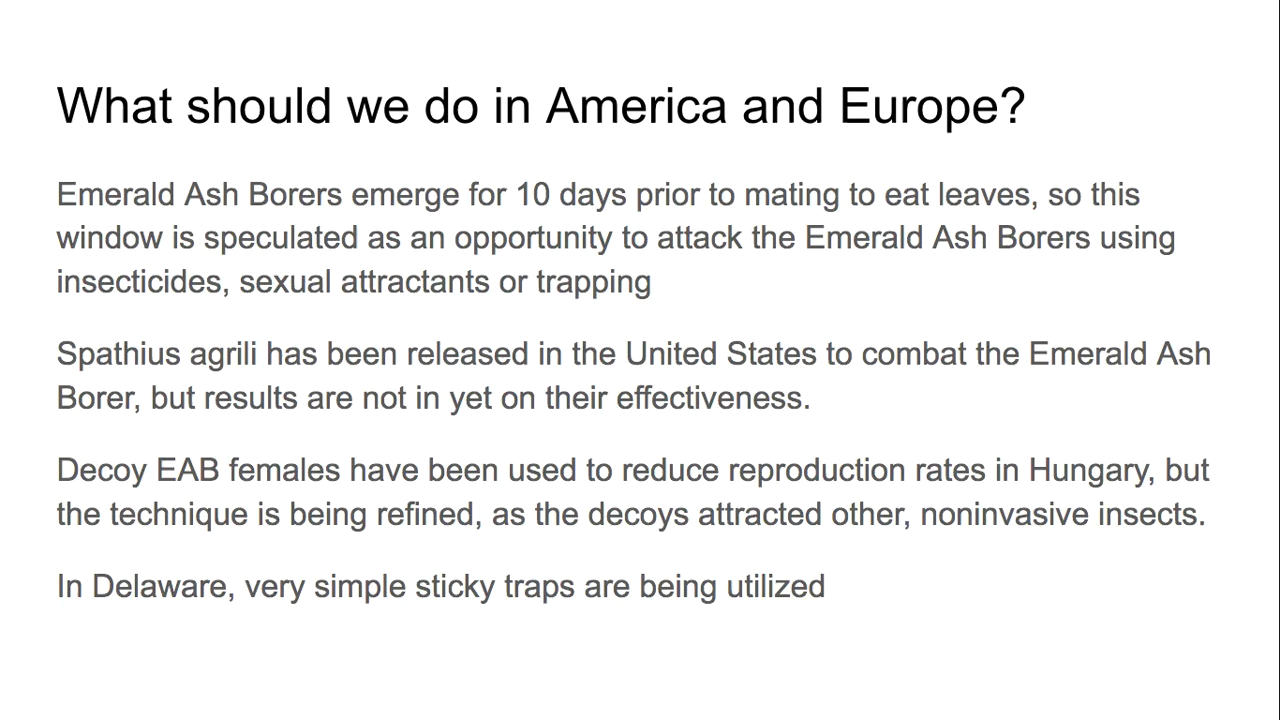 What should we do in America and Europe?
Emerald Ash Borers emerge for 10 days prior to mating to eat leaves, so this
window is speculated as an opportunity to attack the Emerald Ash Borers using
insecticides, sexual attractants or trapping
Spathius agrili has been released in the United States to combat the Emerald Ash
Borer, but results are not in yet on their effectiveness.
Decoy EAB females have been used to reduce reproduction rates in Hungary, but
the technique is being refined, as the decoys attracted other, noninvasive insects.
In Delaware, very simple sticky traps are being utilized